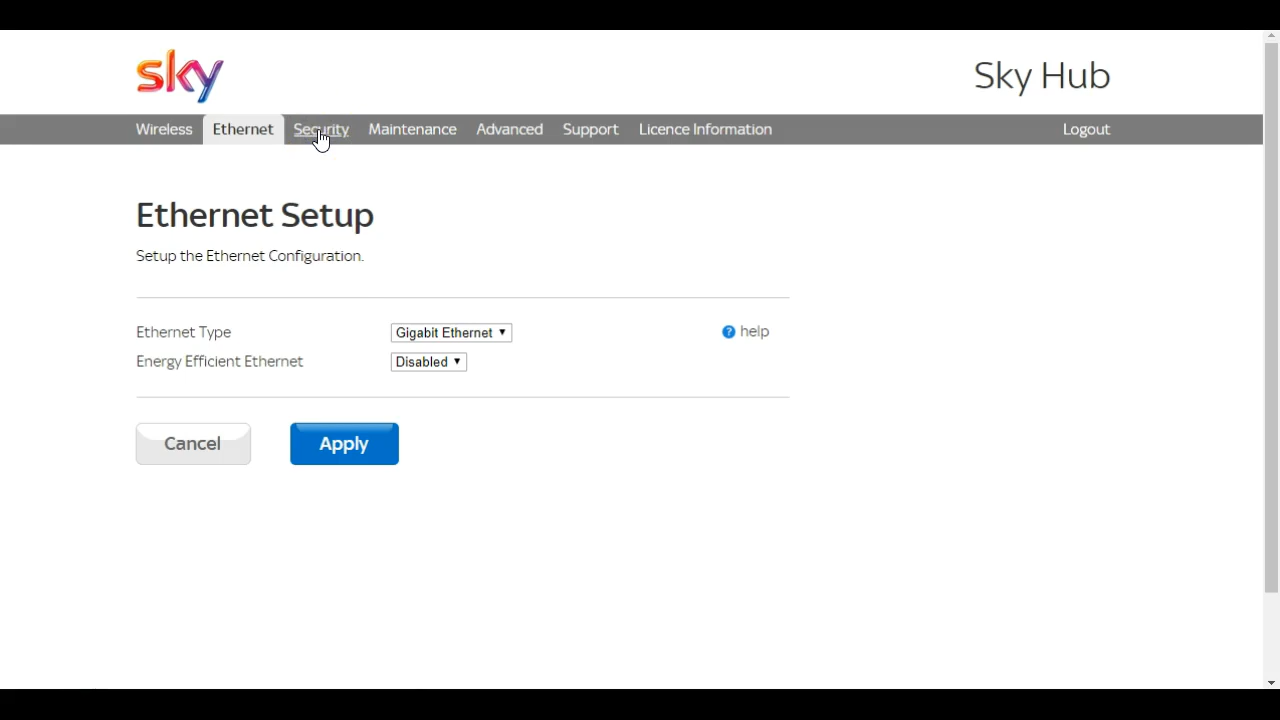 sky
Sky Hub
Wireless Ethernet Security Maintenance Advanced Support Licence Information Logout
Ethernet Setup
Setup the Ethernet Configuration.
Ethernet Type Gigabit Ethernet ▼ ? help
Energy Efficient Ethernet Disabled ▼
Cancel Apply